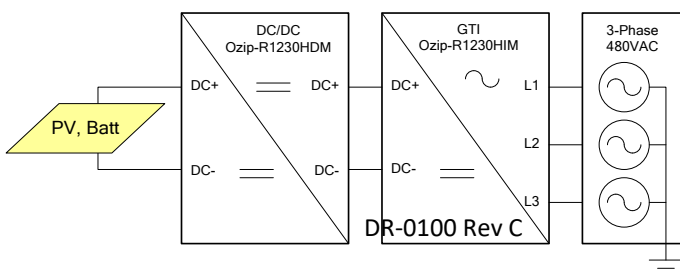 DC/DC
Ozip-R1230HDM
GTI
Ozip-R1230HIM
3-Phase
480VAC
DC+
DC+
DC+
L1
PV, Batt
L2
DC-
DC-
DC-
L3
DR-0100 Rev C